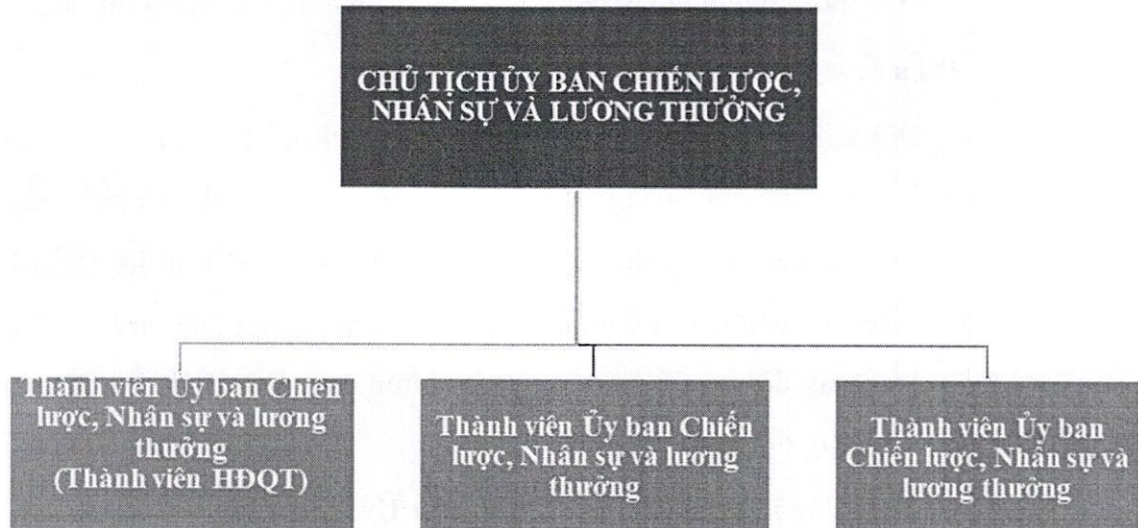 CHỦ TỊCH ỦY BAN CHIẾN LƯỢC,
NHÂN SỰ VÀ LƯƠNG THƯỞNG
Thành viên Ủy ban Chiến
lược, Nhân sự và lương
thưởng
(Thành viên HĐQT)
Thành viên Ủy ban Chiến
lược, Nhân sự và lương
thưởng
Thành viên Ủy ban
Chiến lược, Nhân sự và
lương thưởng